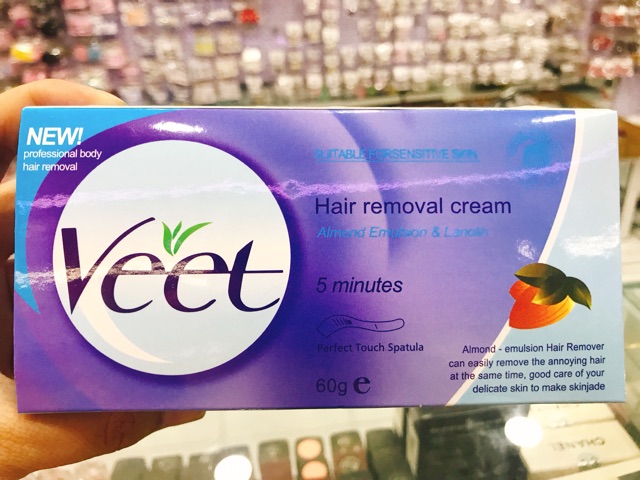 NEW!
professional body
hair removal
Veet
SUITABLE FORSENSITIVE SKIN
Hair removal cream
Almond Emulsion & Lanolin
5 minutes
Perfect Touch Spatula
60g e
Almond - emulsion Hair Remover
can easily remove the annoying hair
at the same time, good care of your
delicate skin to make skinjade
CHANEL